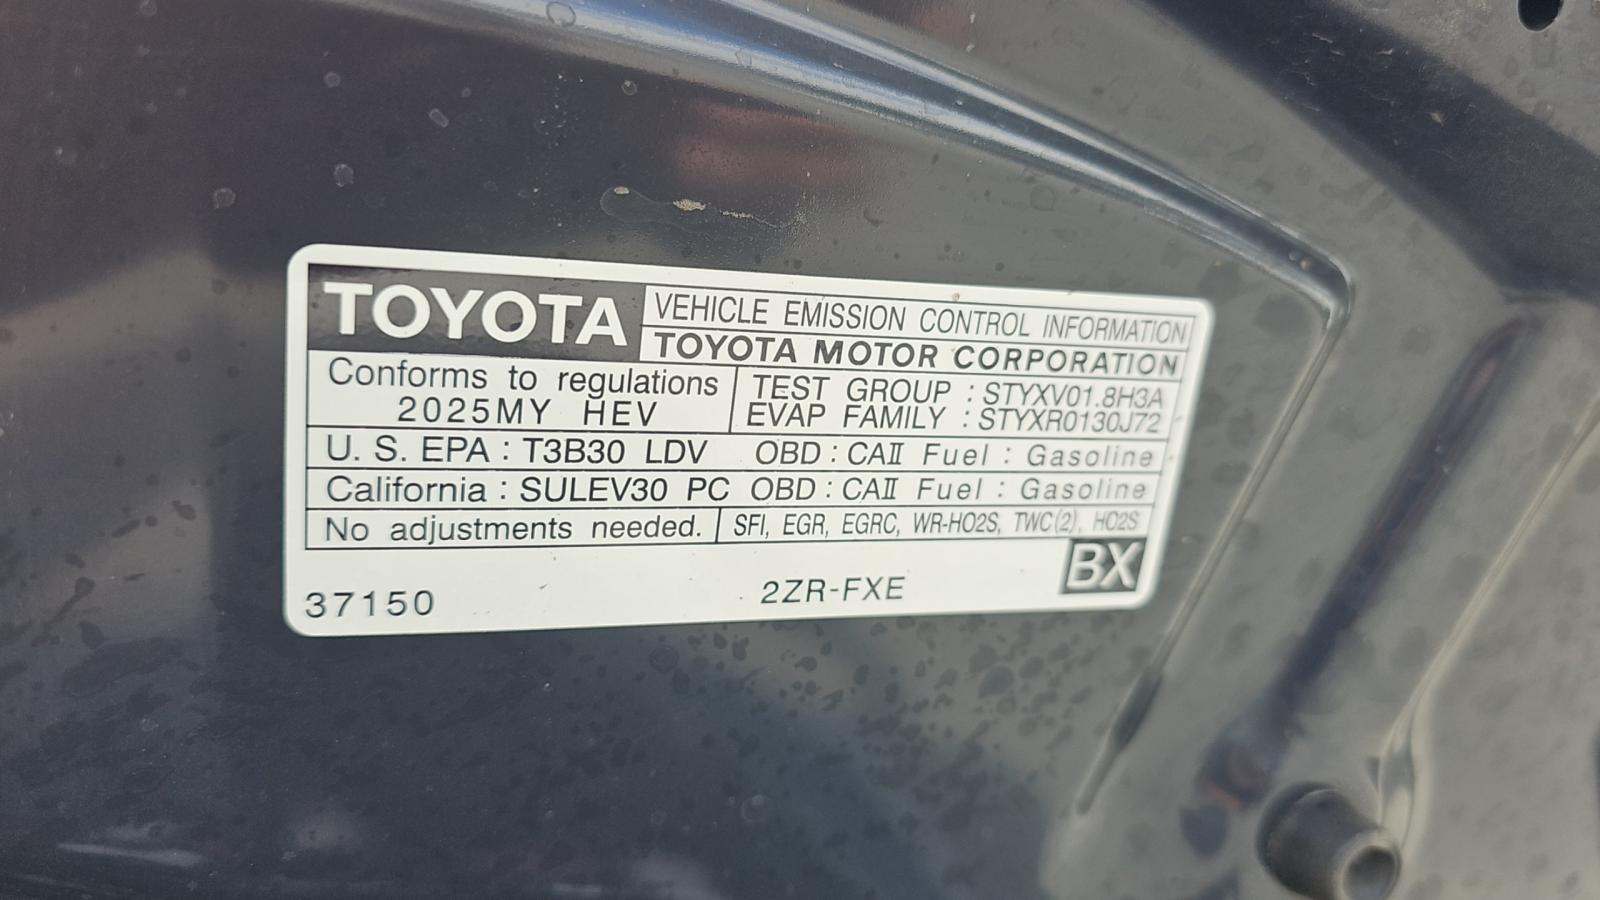 TOYOTA VEHICLE EMISSION CONTROL INFORMATION
TOYOTA MOTOR CORPORATION
Conforms to regulations
2025MY HEV
TEST GROUP : STYXV01.8H3A
EVAP FAMILY : STYXR0130J72
U. S. EPA : T3B30 LDV OBD : CAII Fuel : Gasoline
California : SULEV30 PC OBD : CAII Fuel : Gasoline
No adjustments needed. SFI, EGR, EGRC, WR-HO2S, TWC(2), HO2S
BX
37150 2ZR-FXE